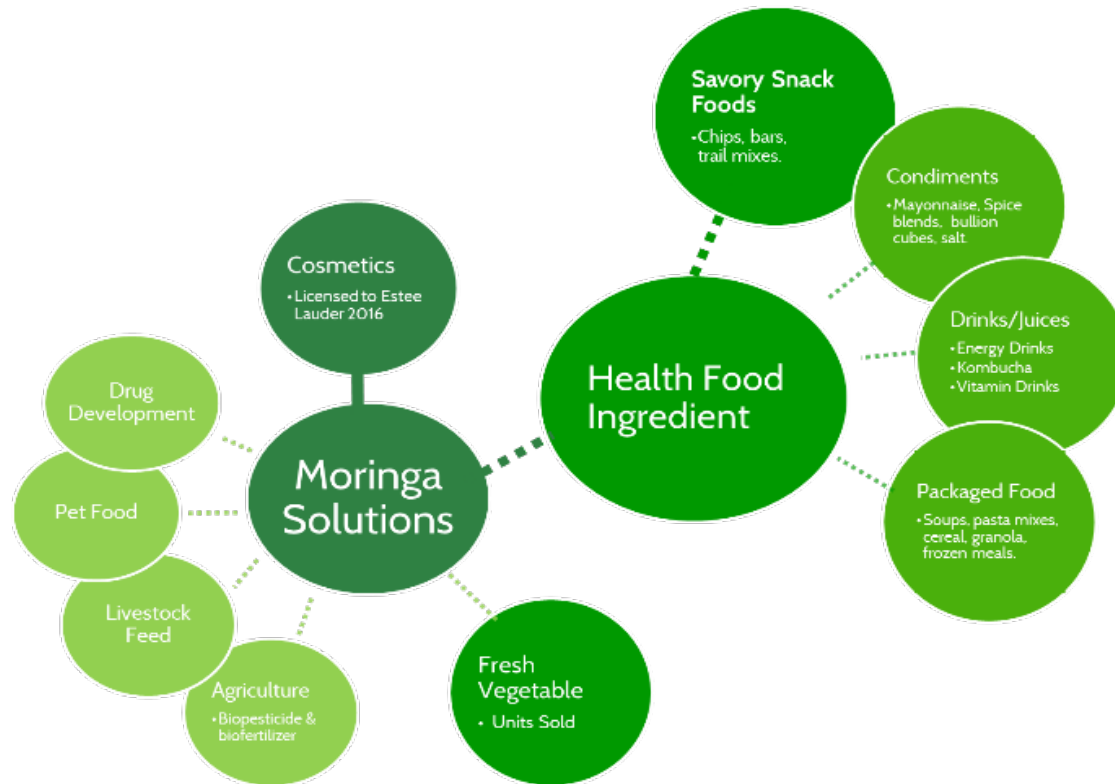 Savory Snack
Foods
•Chips, bars,
trail mixes.
Condiments
•Mayonnaise, Spice
blends, bullion
cubes, salt.
Cosmetics
•Licensed to Estee
Lauder 2016
Drinks/Juices
•Energy Drinks
•Kombucha
•Vitamin Drinks
Health Food
Ingredient
Drug
Development
Moringa
Solutions
Pet Food
Packaged Food
•Soups, pasta mixes,
cereal, granola,
frozen meals.
Livestock
Feed
Fresh
Vegetable
• Units Sold
Agriculture
•Biopesticide &
biofertilizer